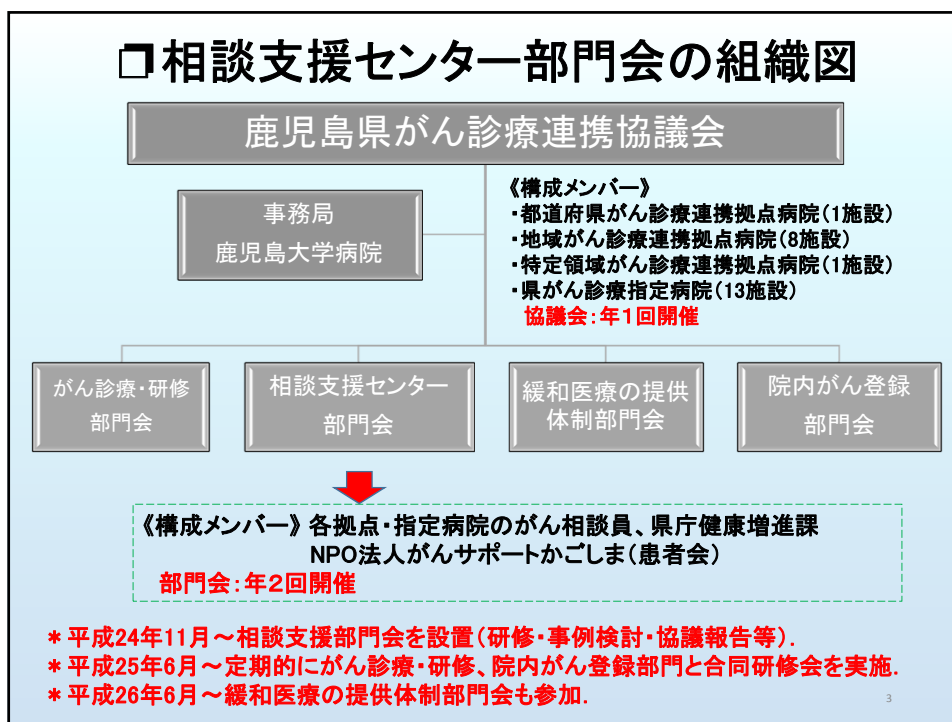 ❒相談支援センター部門会の組織図
鹿児島県がん診療連携協議会
事務局
鹿児島大学病院
《構成メンバー》
・都道府県がん診療連携拠点病院(1施設)
・地域がん診療連携拠点病院(8施設)
・特定領域がん診療連携拠点病院(1施設)
・県がん診療指定病院(13施設)
協議会:年1回開催
がん診療・研修
部門会
相談支援センター
部門会
緩和医療の提供
体制部門会
院内がん登録
部門会
《構成メンバー》各拠点・指定病院のがん相談員、県庁健康増進課
NPO法人がんサポートかごしま(患者会)
部門会:年2回開催
*平成24年11月~相談支援部門会を設置(研修・事例検討・協議報告等).
*平成25年6月~定期的にがん診療・研修、院内がん登録部門と合同研修会を実施.
*平成26年6月~緩和医療の提供体制部門会も参加.
3